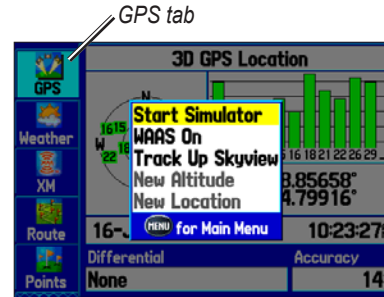 GPS tab
GPS
3D GPS Location
Weather
XM
Route
Points
N
W
16 15
22
Start Simulator
WAAS On
Track Up Skyview
New Altitude
New Location
MENU for Main Menu
16 18 21 22 26 29
8.85658°
4.79916°
10:23:27
Differential
None
Accuracy
14